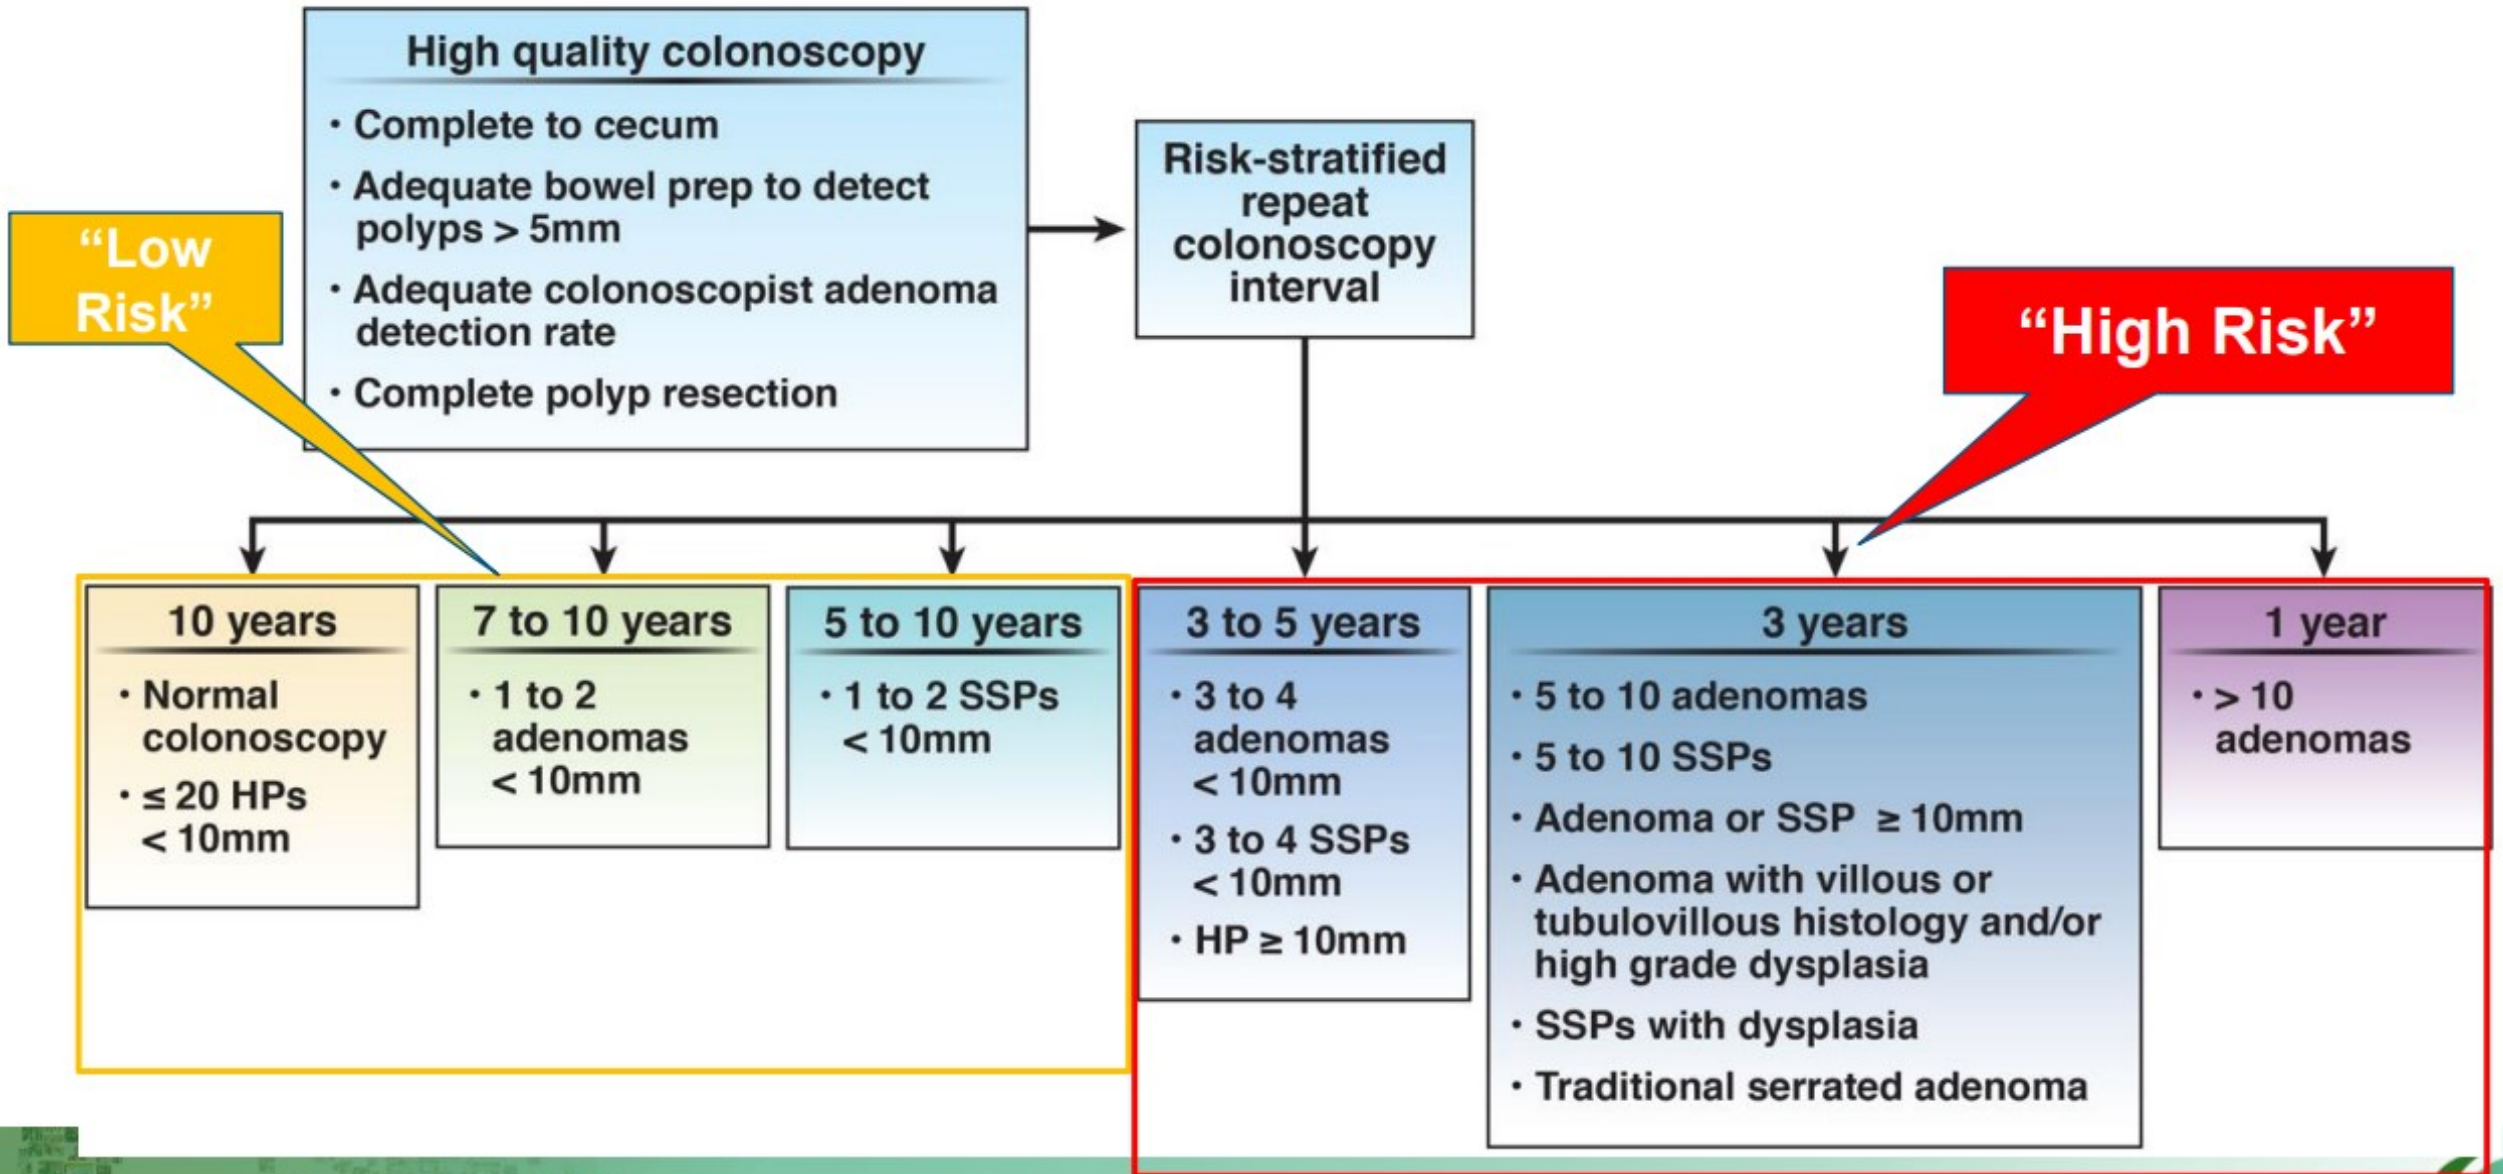 High quality colonoscopy
· Complete to cecum
· Adequate bowel prep to detect
polyps > 5mm
· Adequate colonoscopist adenoma
detection rate
· Complete polyp resection
Risk-stratified
repeat
colonoscopy
interval
“Low
Risk”
“High Risk”
10 years
· Normal
colonoscopy
· ≤ 20 HPs
< 10mm
7 to 10 years
· 1 to 2
adenomas
< 10mm
5 to 10 years
· 1 to 2 SSPs
< 10mm
3 to 5 years
· 3 to 4
adenomas
< 10mm
· 3 to 4 SSPs
< 10mm
· HP ≥ 10mm
3 years
· 5 to 10 adenomas
· 5 to 10 SSPs
· Adenoma or SSP ≥ 10mm
· Adenoma with villous or
tubulovillous histology and/or
high grade dysplasia
· SSPs with dysplasia
· Traditional serrated adenoma
1 year
· > 10
adenomas